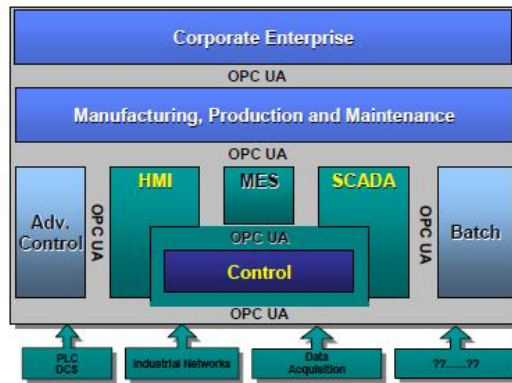 Corporate Enterprise
OPC UA
Manufacturing, Production and Maintenance
OPC UA
HMI
MES
SCADA
Adv.
Control
OPC UA
OPC UA
Control
OPC UA
Batch
OPC UA
PLC
DCS
Industrial Networks
Data
Acquisition
??......??